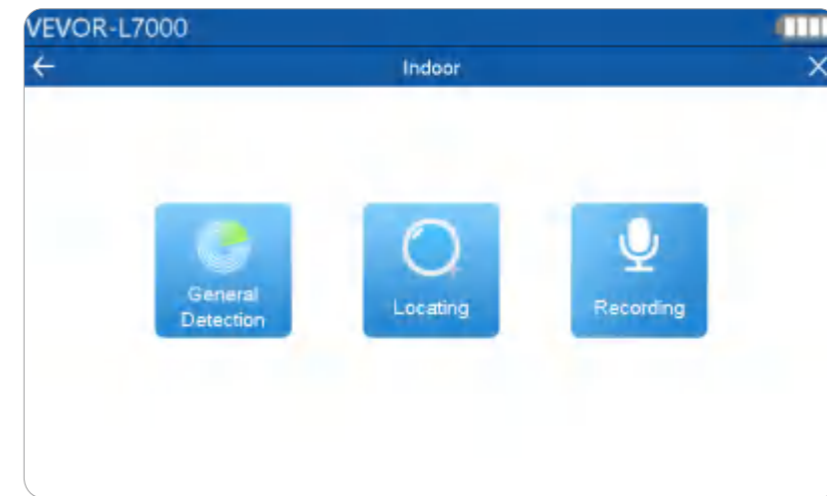 VEVOR-L7000
Indoor
General
Detection
Locating
Recording